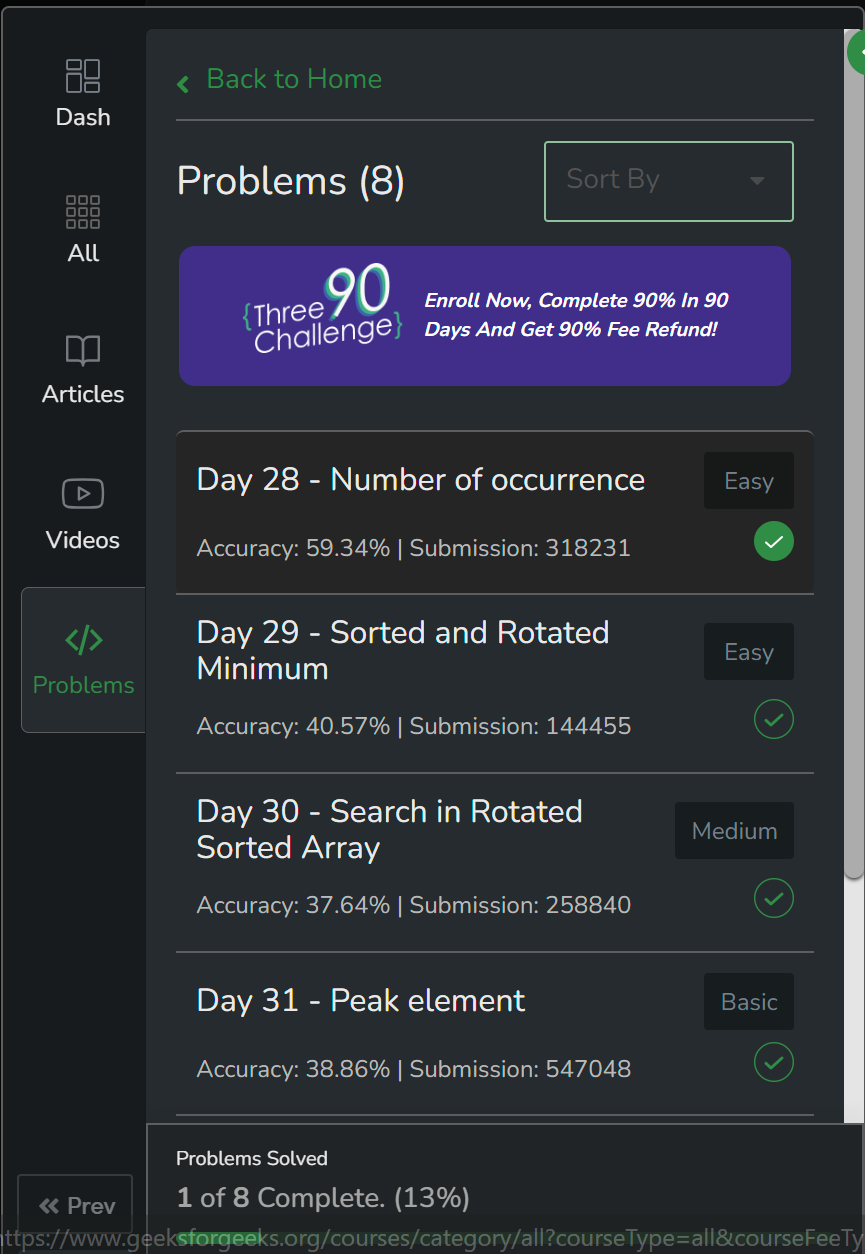 Back to Home
Dash
Problems (8)
Sort By
All
{Three 90
Challenge}
Enroll Now, Complete 90% In 90
Days And Get 90% Fee Refund!
Articles
Videos
Problems
Day 28 - Number of occurrence
Easy
Accuracy: 59.34% | Submission: 318231
Day 29 - Sorted and Rotated
Minimum
Easy
Accuracy: 40.57% | Submission: 144455
Day 30 - Search in Rotated
Sorted Array
Medium
Accuracy: 37.64% | Submission: 258840
Day 31 - Peak element
Basic
Accuracy: 38.86% | Submission: 547048
Problems Solved
1 of 8 Complete. (13%)
Prev
ttps://www.geeksforgeeks.org/courses/category/all?courseType=all&courseFeeTy